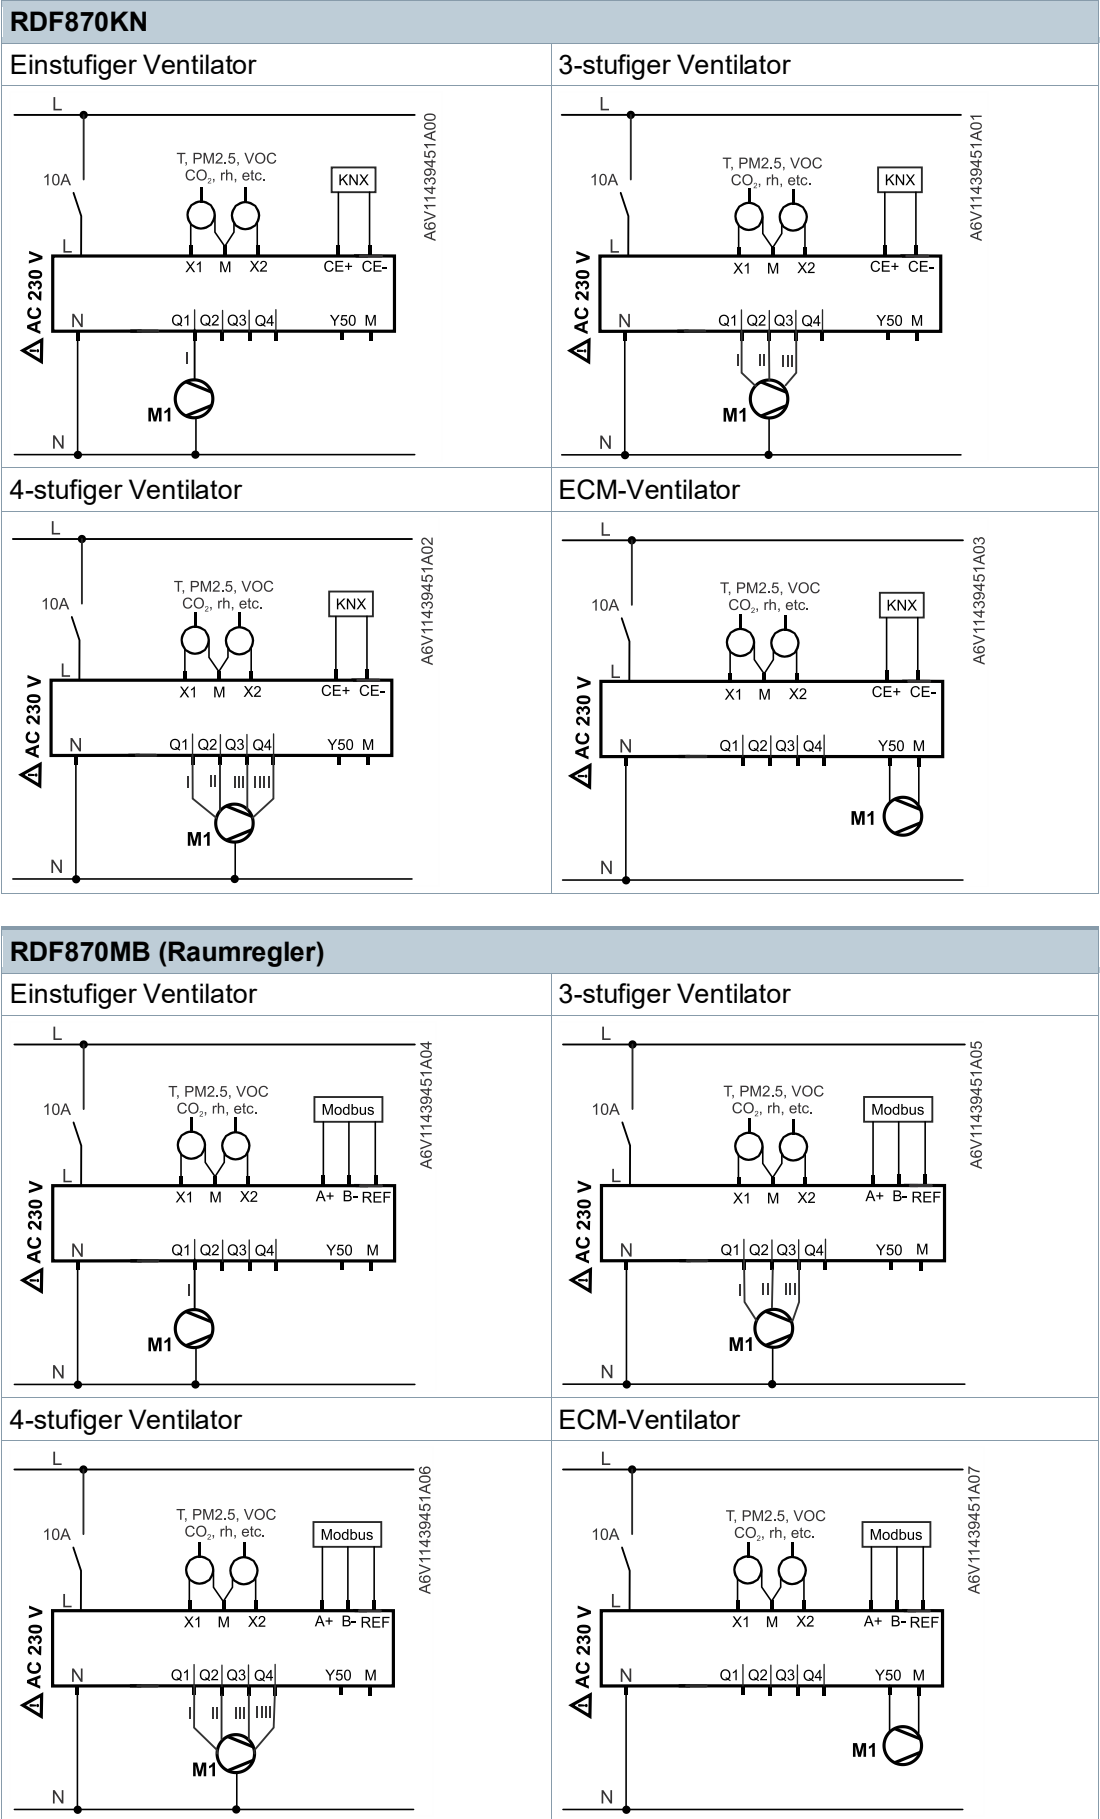 RDF870KN
Einstufiger Ventilator
3-stufiger Ventilator
L
T, PM2.5, VOC
CO₂, rh, etc.
10A
KNX
A6V11439451A00
L
X1 M X2 CE+ CE-
AC 230 V
N Q1 Q2 Q3 Q4 Y50 M
I
M1
N
L
T, PM2.5, VOC
CO₂, rh, etc.
10A
KNX
A6V11439451A01
L
X1 M X2 CE+ CE-
AC 230 V
N Q1 Q2 Q3 Q4 Y50 M
I II III
M1
N
4-stufiger Ventilator
ECM-Ventilator
L
T, PM2.5, VOC
CO₂, rh, etc.
10A
KNX
A6V11439451A02
L
X1 M X2 CE+ CE-
AC 230 V
N Q1 Q2 Q3 Q4 Y50 M
I II III IIII
M1
N
L
T, PM2.5, VOC
CO₂, rh, etc.
10A
KNX
A6V11439451A03
L
X1 M X2 CE+ CE-
AC 230 V
N Q1 Q2 Q3 Q4 Y50 M
M1
N
RDF870MB (Raumregler)
Einstufiger Ventilator
3-stufiger Ventilator
L
T, PM2.5, VOC
CO₂, rh, etc.
10A
Modbus
A6V11439451A04
L
X1 M X2 A+ B- REF
AC 230 V
N Q1 Q2 Q3 Q4 Y50 M
I
M1
N
L
T, PM2.5, VOC
CO₂, rh, etc.
10A
Modbus
A6V11439451A05
L
X1 M X2 A+ B- REF
AC 230 V
N Q1 Q2 Q3 Q4 Y50 M
I II III
M1
N
4-stufiger Ventilator
ECM-Ventilator
L
T, PM2.5, VOC
CO₂, rh, etc.
10A
Modbus
A6V11439451A06
L
X1 M X2 A+ B- REF
AC 230 V
N Q1 Q2 Q3 Q4 Y50 M
I II III IIII
M1
N
L
T, PM2.5, VOC
CO₂, rh, etc.
10A
Modbus
A6V11439451A07
L
X1 M X2 A+ B- REF
AC 230 V
N Q1 Q2 Q3 Q4 Y50 M
M1
N